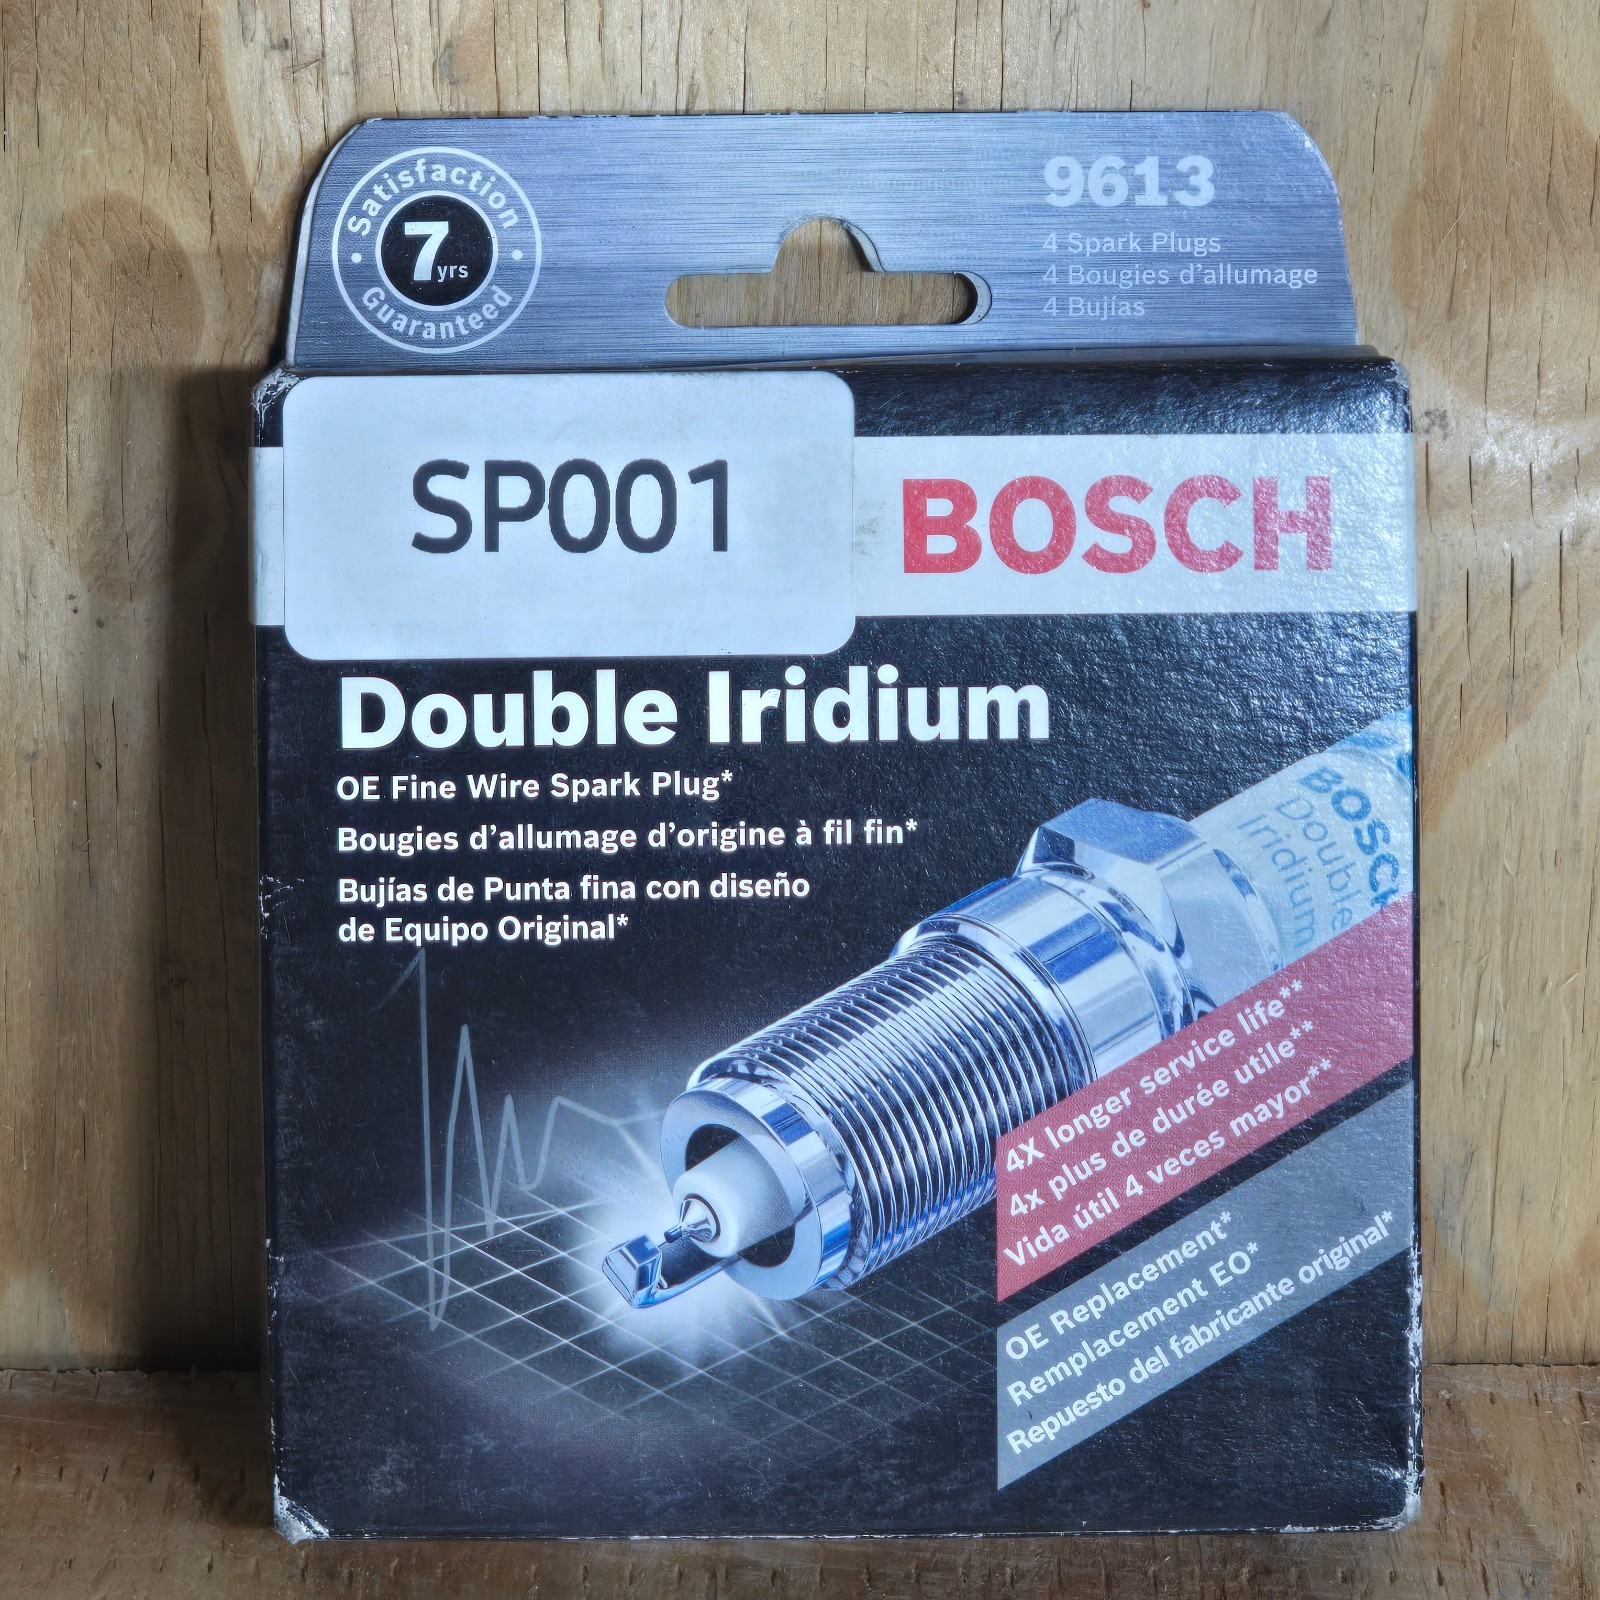 Satisfaction
7 yrs
Guaranteed
9613
4 Spark Plugs
4 Bougies d'allumage
4 Bujías
SP001
BOSCH
Double Iridium
OE Fine Wire Spark Plug*
Bougies d'allumage d'origine à fil fin*
Bujías de Punta fina con diseño
de Equipo Original*
BOSCH
Double
Iridium
4X longer service life**
4x plus de durée utile**
Vida útil 4 veces mayor**
OE Replacement*
Remplacement EO*
Repuesto del fabricante original*